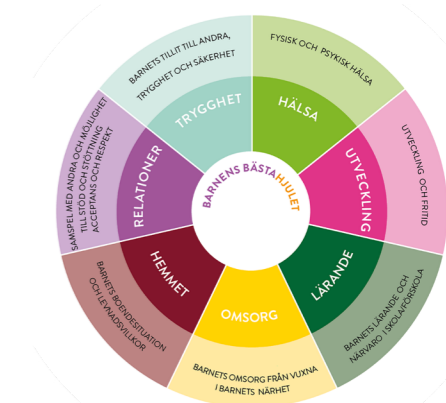 BARNENS BÄSTAHJULET
HÄLSA
FYSISK OCH PSYKISK HÄLSA
UTVECKLING
UTVECKLING OCH FRITID
LÄRANDE
BARNETS LÄRANDE OCH
NÄRVARO I SKOLA/FÖRSKOLA
OMSORG
BARNETS OMSORG FRÅN VUXNA
I BARNETS NÄRHET
HEMMET
BARNETS BOENDESITUATION
OCH LEVNADSVILLKOR
RELATIONER
SAMSPEL MED ANDRA OCH MÖJLIGHET
TILL STÖD OCH STÖTTNING
ACCEPTANS OCH RESPEKT
TRYGGHET
BARNETS TILLIT TILL ANDRA,
TRYGGHET OCH SÄKERHET